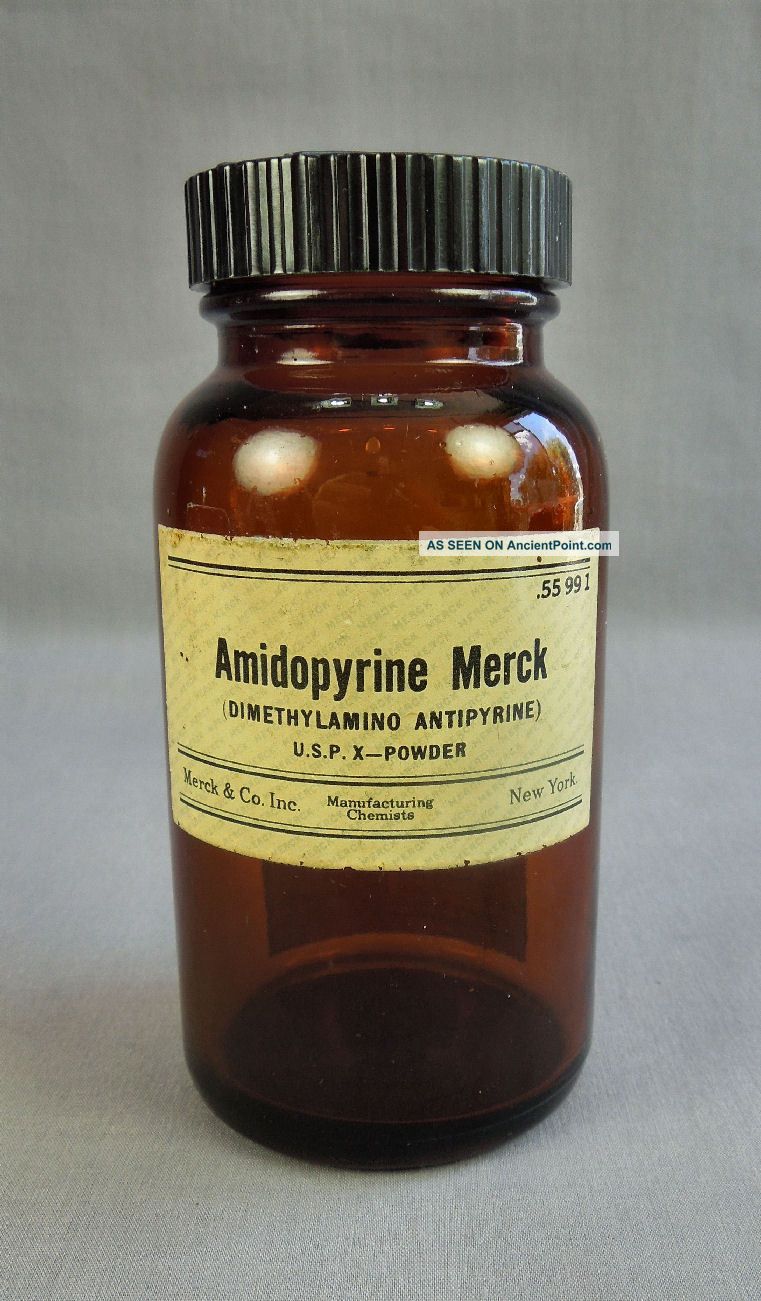 AS SEEN ON AncientPoint.com
.55991
Amidopyrine Merck
(DIMETHYLAMINO ANTIPYRINE)
U.S.P. X—POWDER
Merck & Co. Inc. Manufacturing Chemists New York.